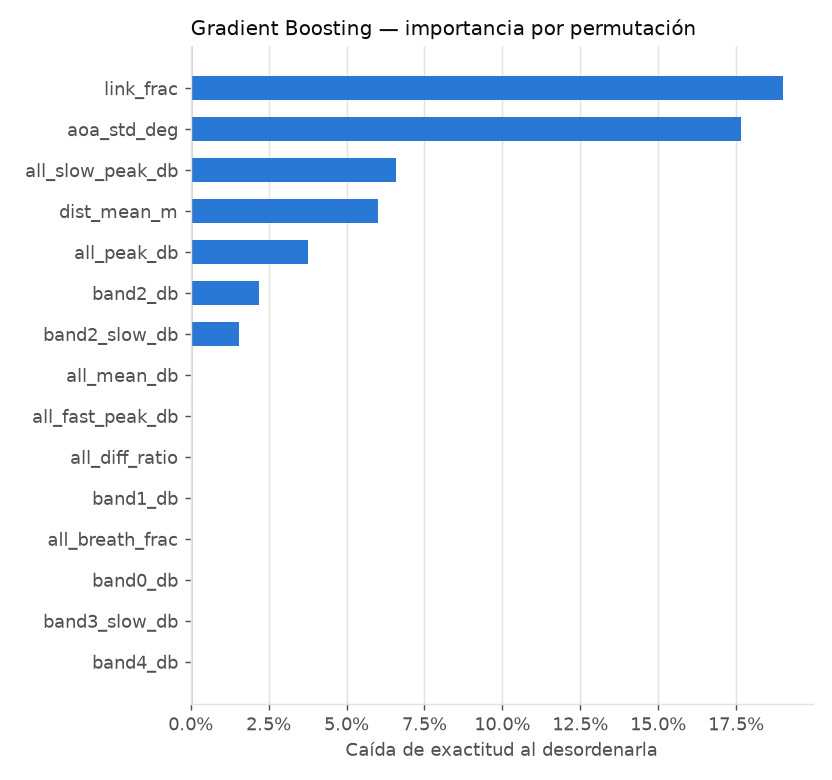 Gradient Boosting — importancia por permutación
link_frac
aoa_std_deg
all_slow_peak_db
dist_mean_m
all_peak_db
band2_db
band2_slow_db
all_mean_db
all_fast_peak_db
all_diff_ratio
band1_db
all_breath_frac
band0_db
band3_slow_db
band4_db
0.0% 2.5% 5.0% 7.5% 10.0% 12.5% 15.0% 17.5%
Caída de exactitud al desordenarla